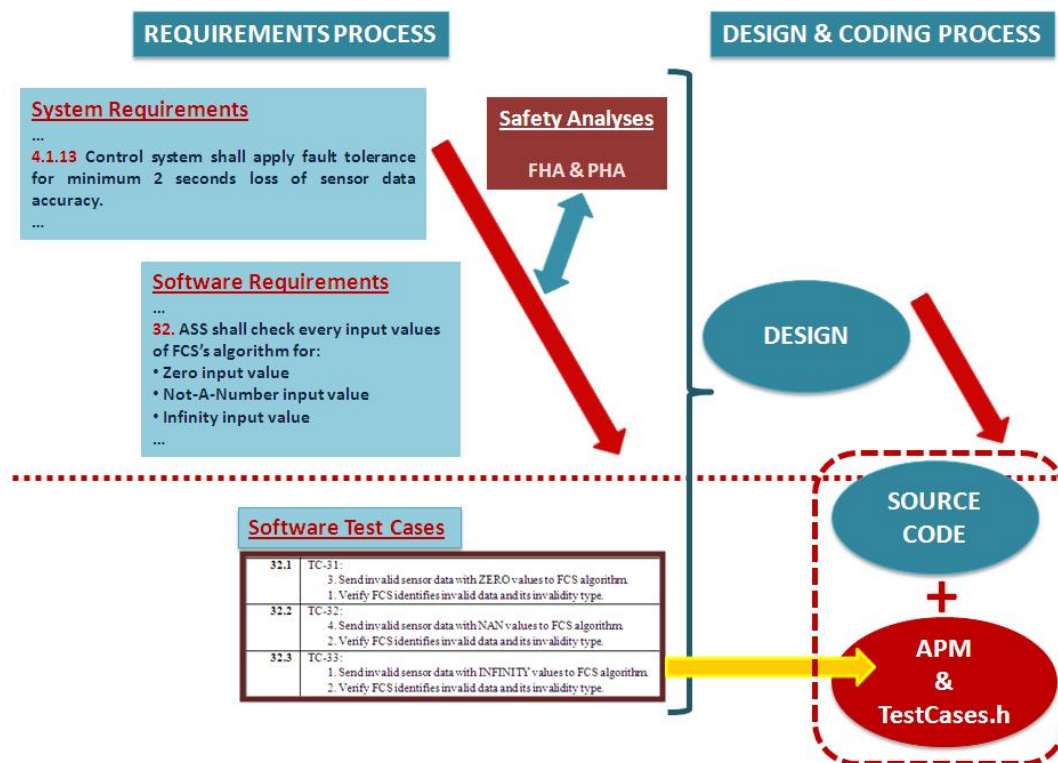 REQUIREMENTS PROCESS
DESIGN & CODING PROCESS
System Requirements
...
4.1.13 Control system shall apply fault tolerance
for minimum 2 seconds loss of sensor data
accuracy.
...
Safety Analyses
FHA & PHA
Software Requirements
...
32. ASS shall check every input values
of FCS's algorithm for:
• Zero input value
• Not-A-Number input value
• Infinity input value
...
DESIGN
Software Test Cases
32.1 TC-31:
3. Send invalid sensor data with ZERO values to FCS algorithm.
1. Verify FCS identifies invalid data and its invalidity type.
32.2 TC-32:
4. Send invalid sensor data with NAN values to FCS algorithm.
2. Verify FCS identifies invalid data and its invalidity type.
32.3 TC-33:
1. Send invalid sensor data with INFINITY values to FCS algorithm.
2. Verify FCS identifies invalid data and its invalidity type.
SOURCE
CODE
+
APM
&
TestCases.h